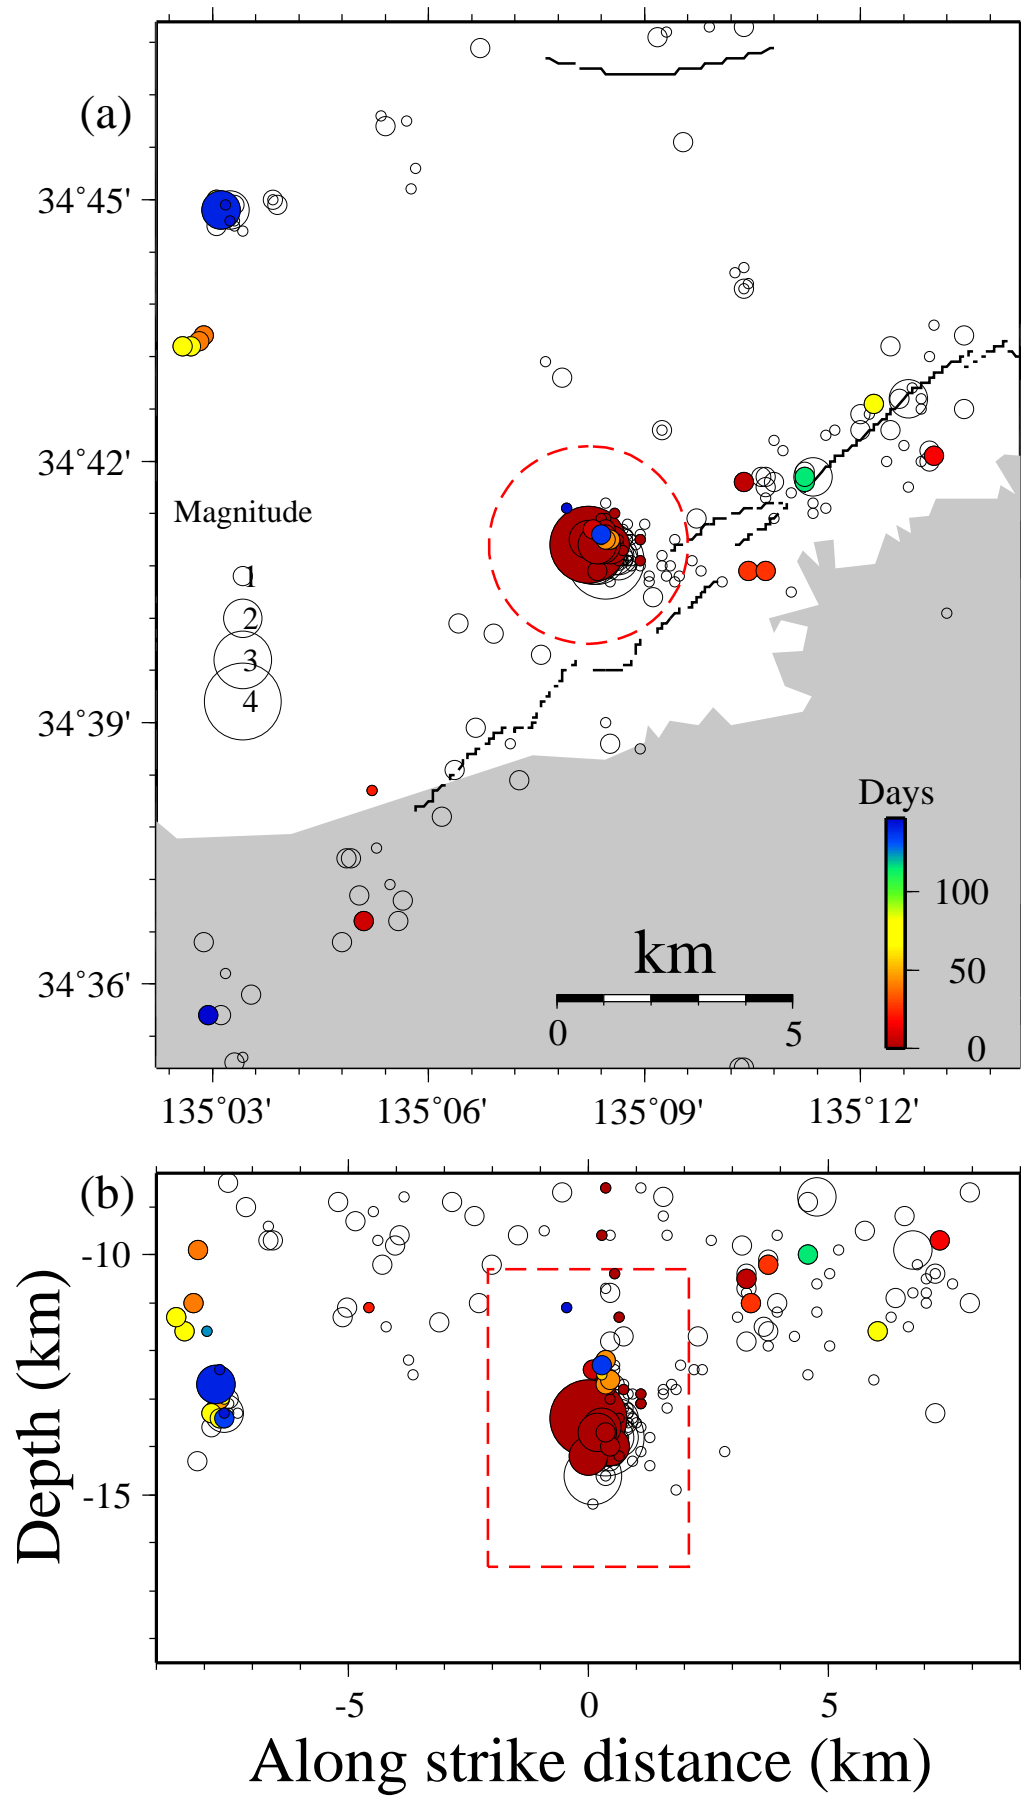 (a)
34°45'
34°42'
Magnitude
1
2
3
4
34°39'
Days
100
50
0
34°36'
km
0 5
135°03' 135°06' 135°09' 135°12'
(b)
-10
-15
Depth (km)
-5 0 5
Along strike distance (km)